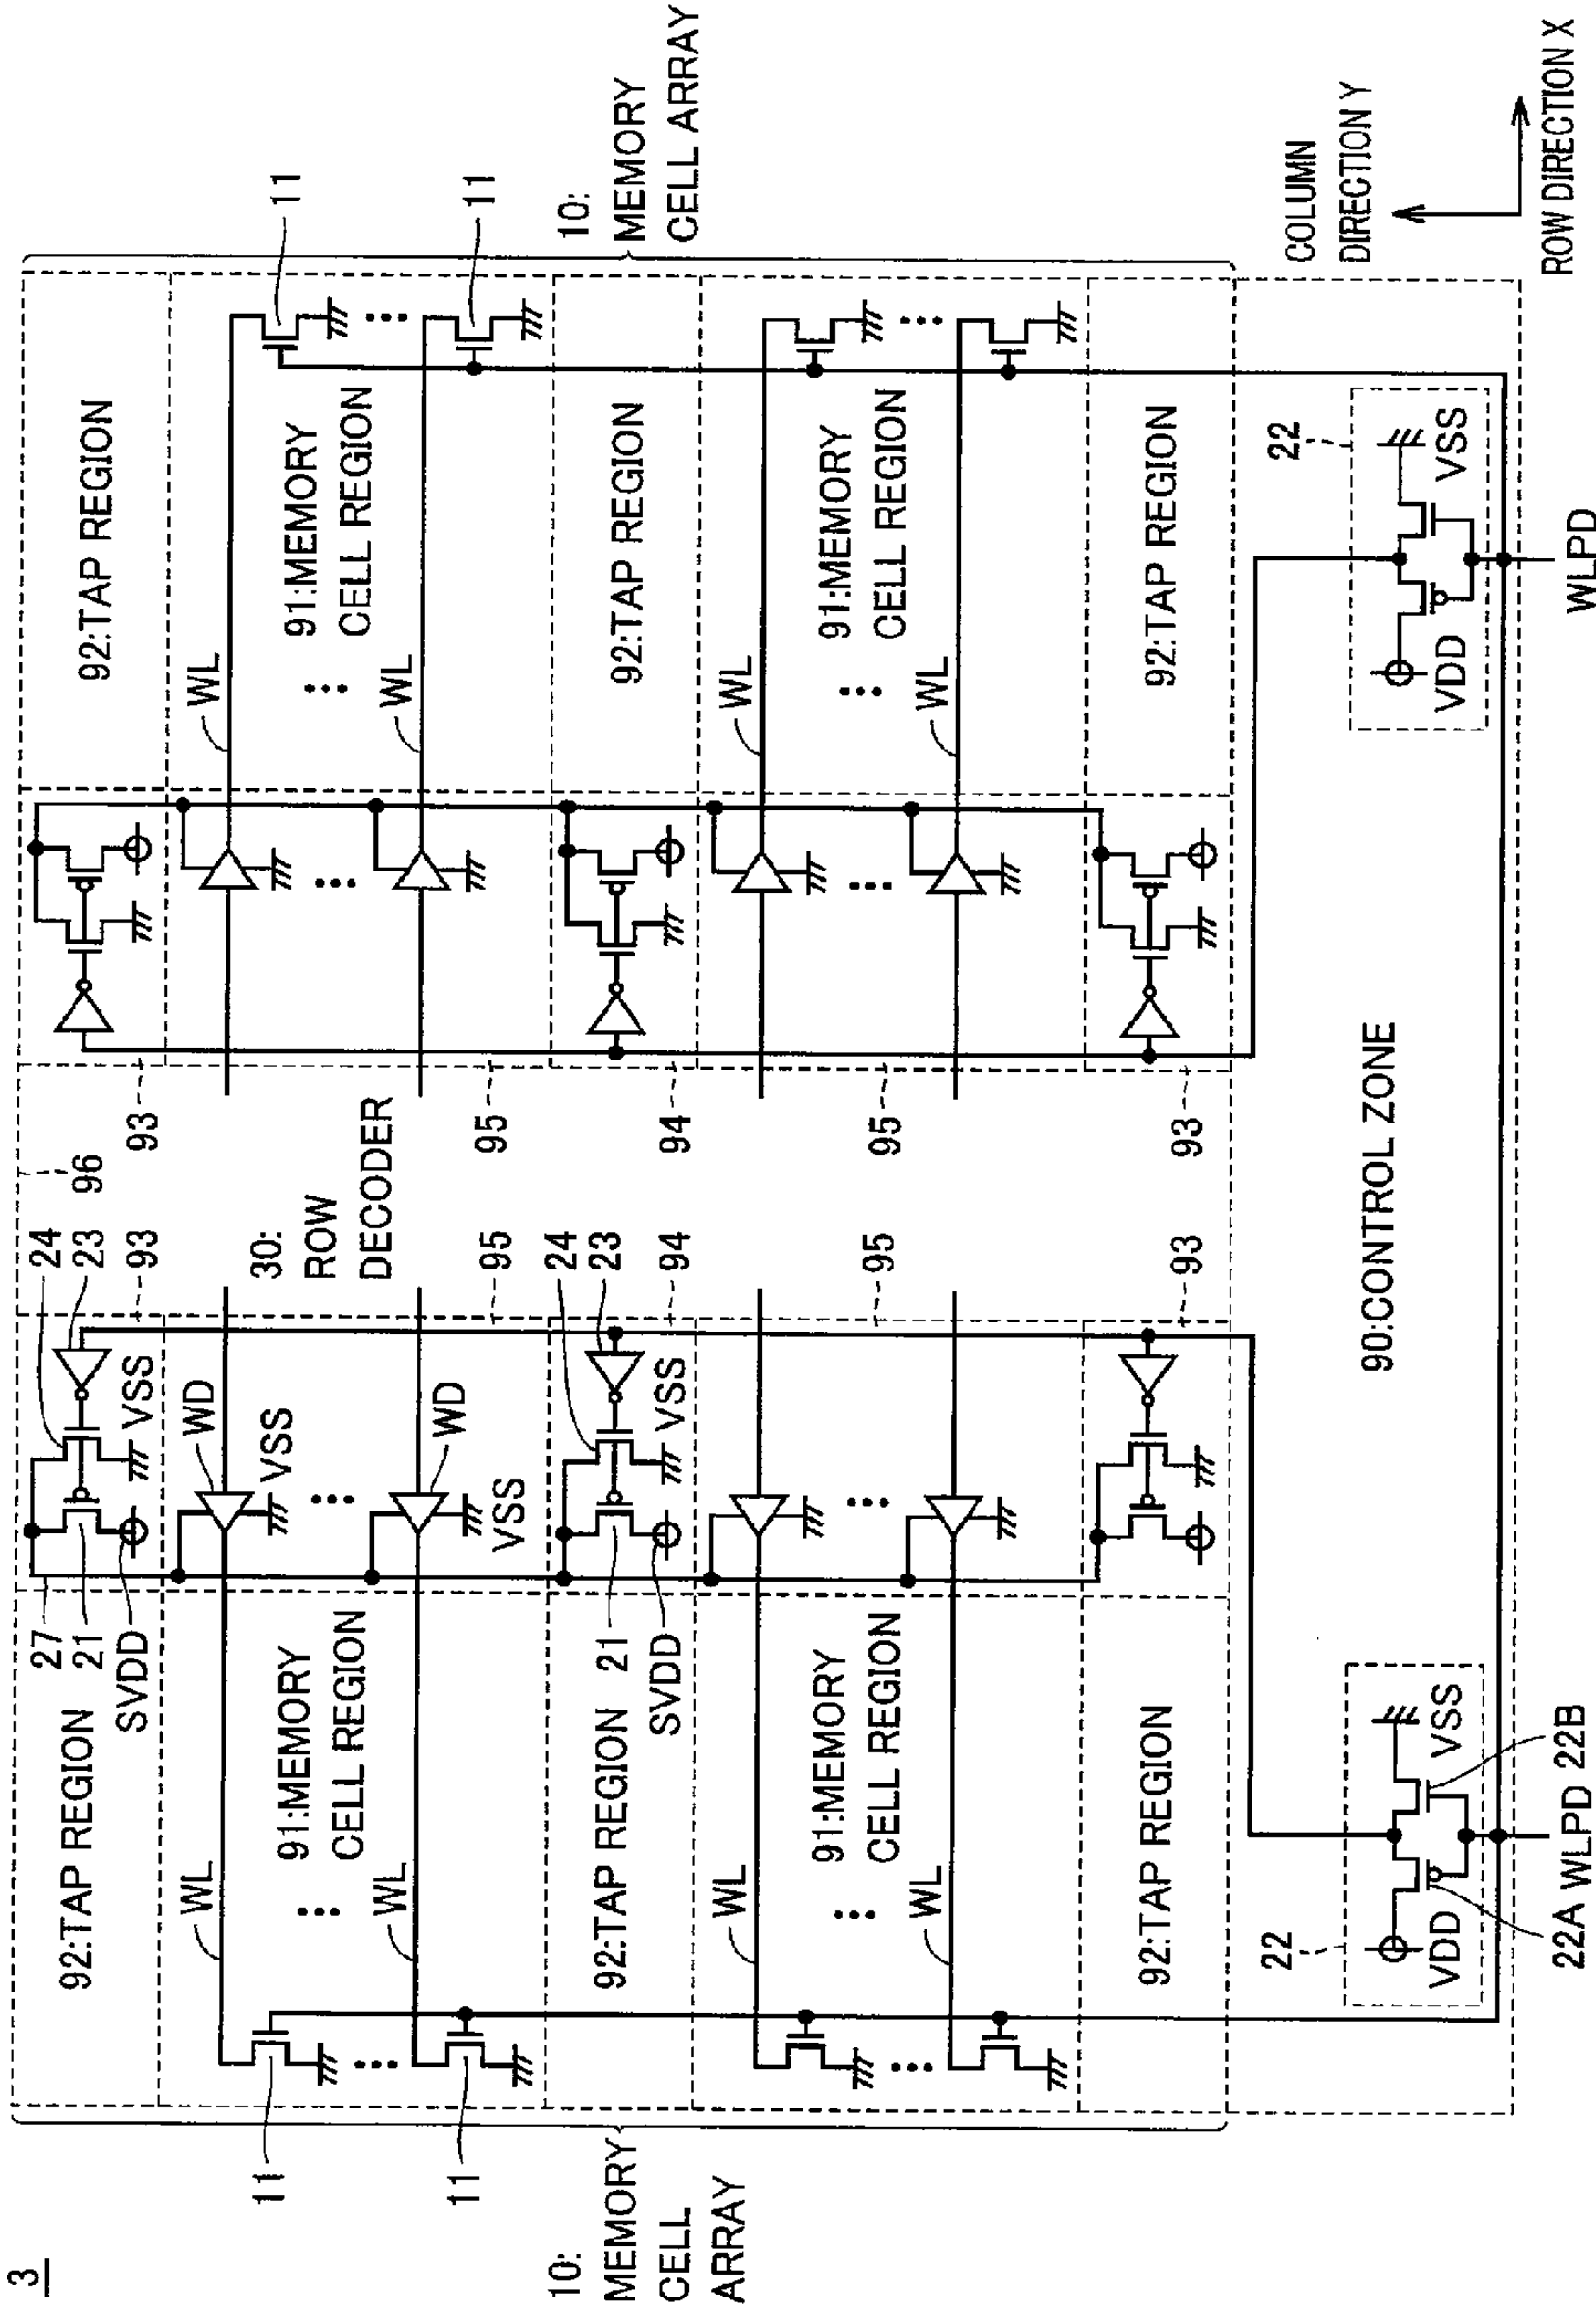 3
27
24
92:TAP REGION
21
23
96
92:TAP REGION
SVDD
VSS
93
93
WL
WD
WL
11
VSS
11
91:MEMORY
CELL REGION
30:
ROW
DECODER
91:MEMORY
CELL REGION
...
...
...
...
...
...
WL
WD
WL
11
VSS
95
95
11
10:
MEMORY
CELL
ARRAY
24
10:
MEMORY
CELL ARRAY
92:TAP REGION
21
23
92:TAP REGION
SVDD
VSS
94
94
WL
WL
91:MEMORY
CELL REGION
95
95
91:MEMORY
CELL REGION
...
...
...
...
...
...
WL
WL
92:TAP REGION
93
93
92:TAP REGION
22
90:CONTROL ZONE
22
COLUMN
DIRECTION Y
VDD
VSS
VDD
VSS
22A
WLPD
22B
WLPD
ROW DIRECTION X